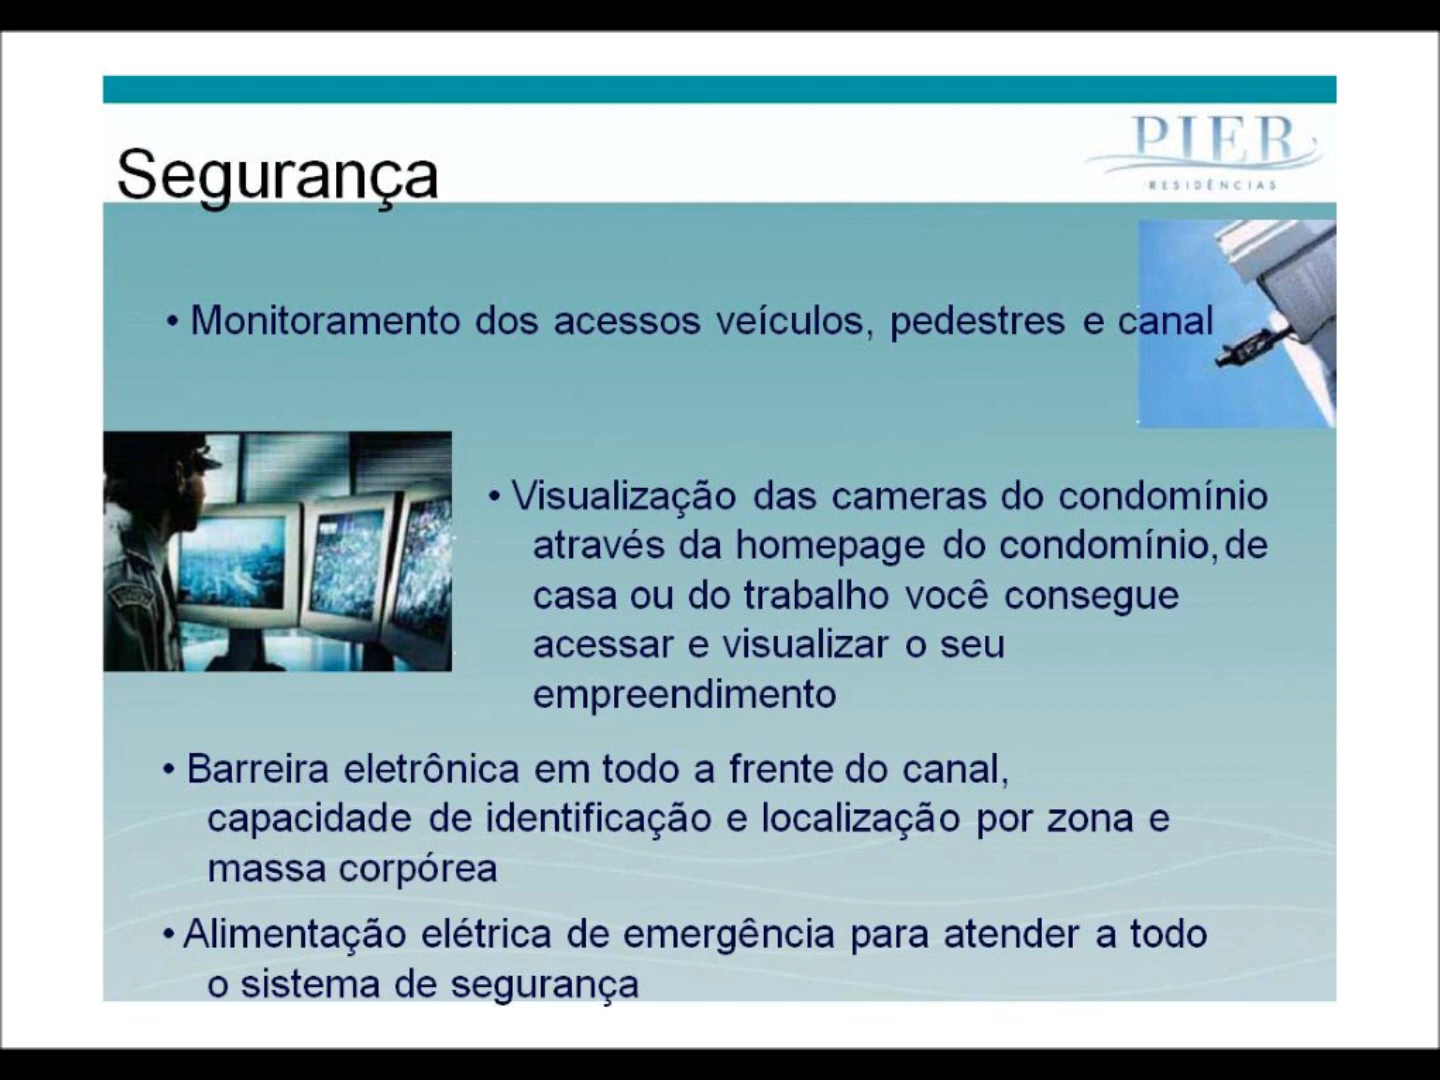 PIER
RESIDÊNCIAS
Segurança
• Monitoramento dos acessos veículos, pedestres e canal
• Visualização das cameras do condomínio
através da homepage do condomínio, de
casa ou do trabalho você consegue
acessar e visualizar o seu
empreendimento
• Barreira eletrônica em todo a frente do canal,
capacidade de identificação e localização por zona e
massa corpórea
• Alimentação elétrica de emergência para atender a todo
o sistema de segurança